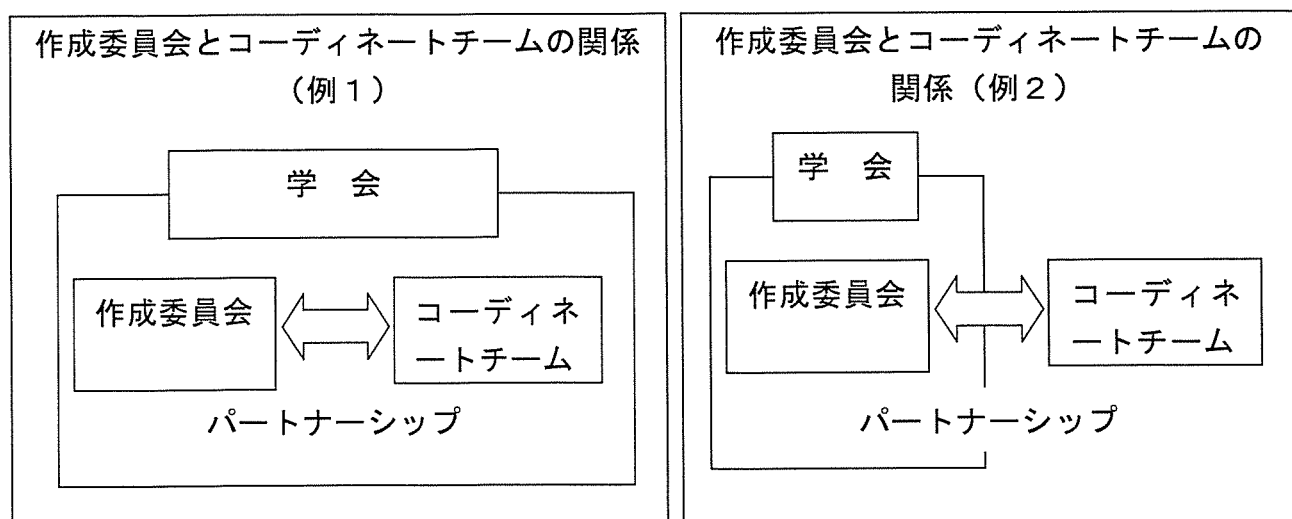 作成委員会とコーディネートチームの関係
（例１）
学　会
作成委員会
コーディネ
ートチーム
パートナーシップ
作成委員会とコーディネートチームの
関係（例２）
学　会
作成委員会
コーディネ
ートチーム
パートナーシップ